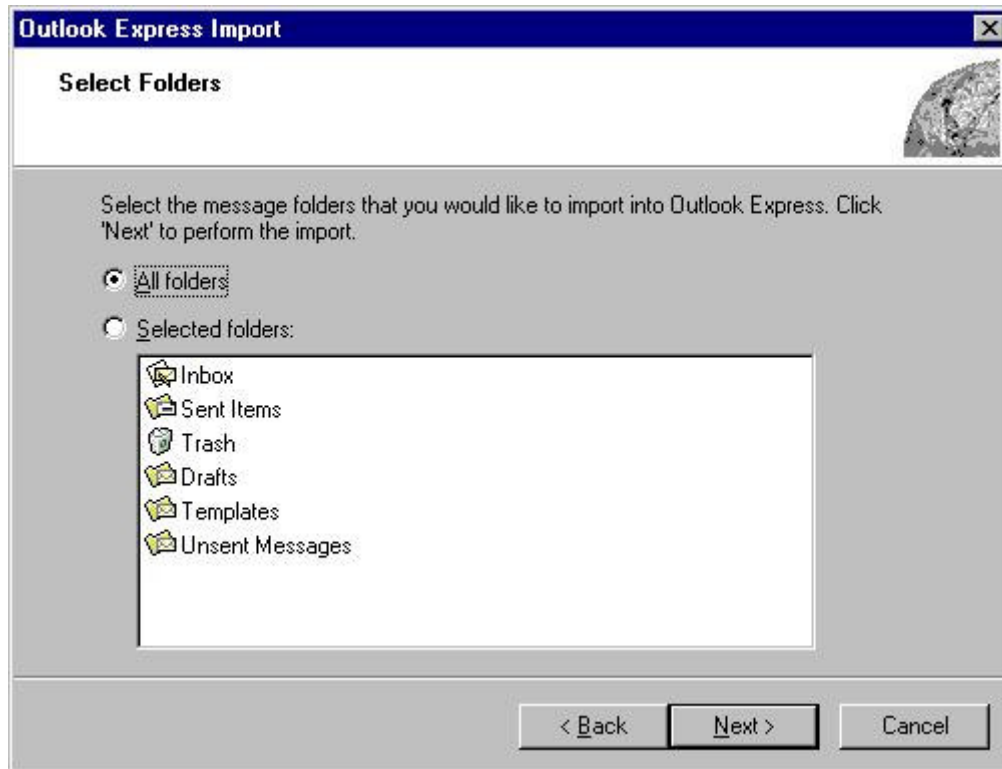 Outlook Express Import
Select Folders
Select the message folders that you would like to import into Outlook Express. Click
'Next' to perform the import.
All folders
Selected folders:
Inbox
Sent Items
Trash
Drafts
Templates
Unsent Messages
< Back
Next >
Cancel